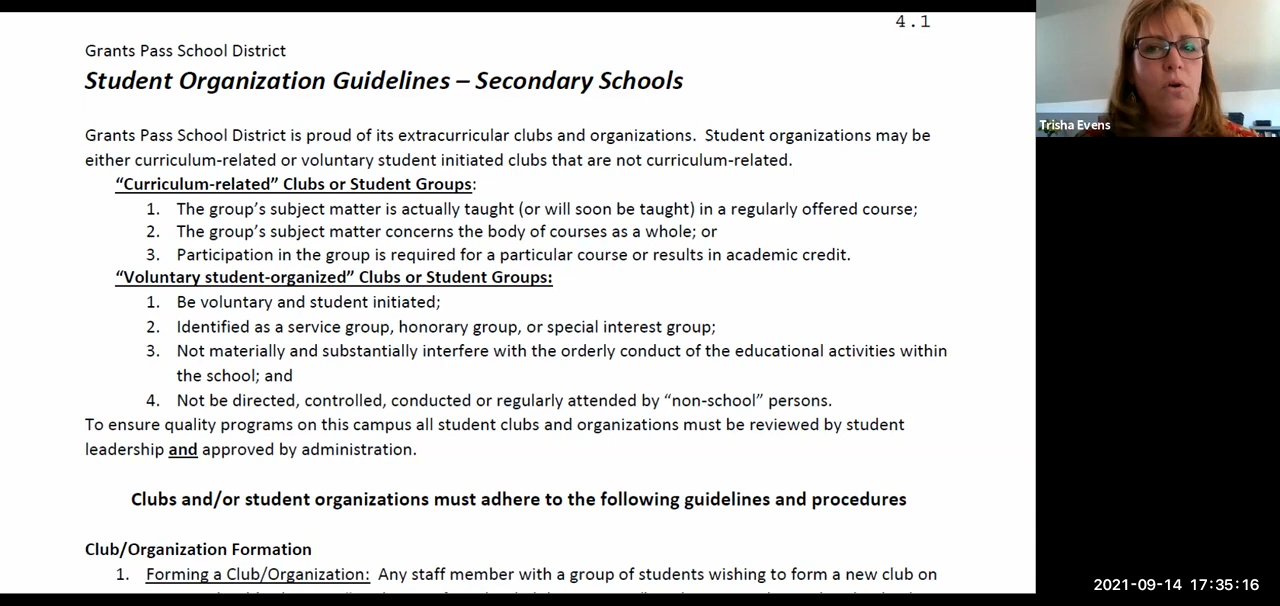 4.1
Grants Pass School District
Student Organization Guidelines – Secondary Schools
Grants Pass School District is proud of its extracurricular clubs and organizations. Student organizations may be
either curriculum-related or voluntary student initiated clubs that are not curriculum-related.
“Curriculum-related” Clubs or Student Groups:
1. The group’s subject matter is actually taught (or will soon be taught) in a regularly offered course;
2. The group’s subject matter concerns the body of courses as a whole; or
3. Participation in the group is required for a particular course or results in academic credit.
“Voluntary student-organized” Clubs or Student Groups:
1. Be voluntary and student initiated;
2. Identified as a service group, honorary group, or special interest group;
3. Not materially and substantially interfere with the orderly conduct of the educational activities within
the school; and
4. Not be directed, controlled, conducted or regularly attended by “non-school” persons.
To ensure quality programs on this campus all student clubs and organizations must be reviewed by student
leadership and approved by administration.
Clubs and/or student organizations must adhere to the following guidelines and procedures
Club/Organization Formation
1. Forming a Club/Organization: Any staff member with a group of students wishing to form a new club on
Trisha Evens
2021-09-14 17:35:16